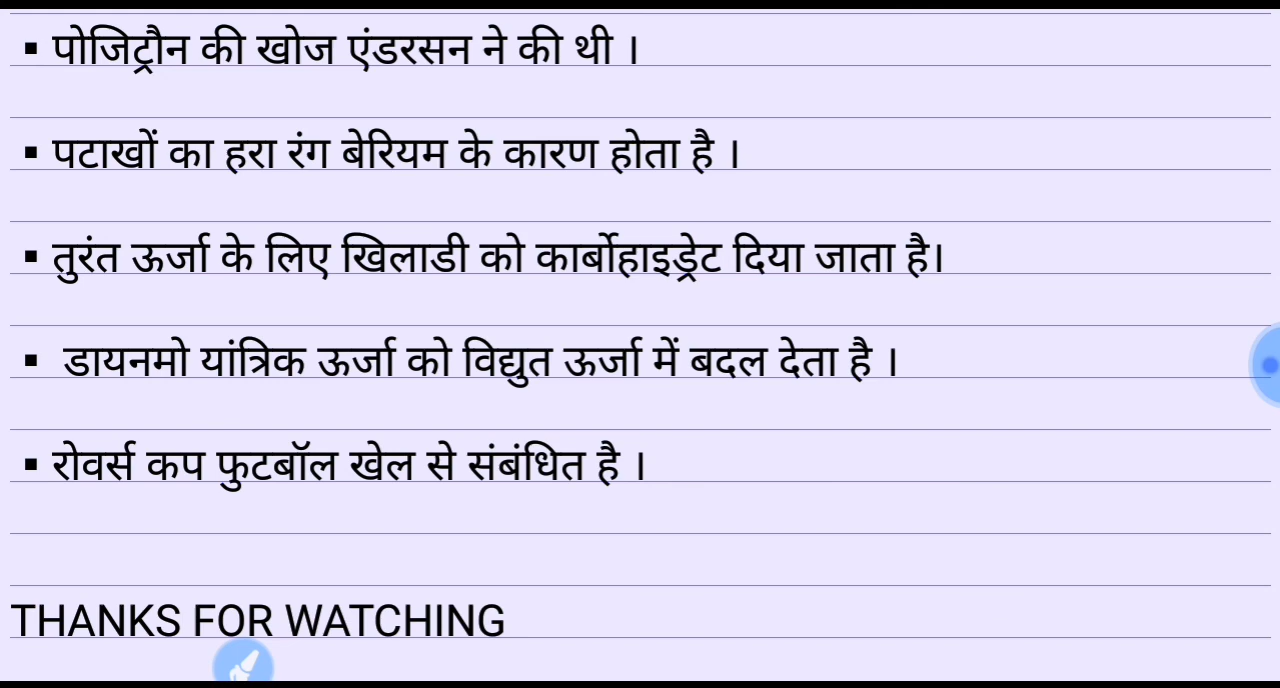 ▪ पोजिट्रौन की खोज एंडरसन ने की थी ।
▪ पटाखों का हरा रंग बेरियम के कारण होता है ।
▪ तुरंत ऊर्जा के लिए खिलाडी को कार्बोहाइड्रेट दिया जाता है।
▪ डायनमो यांत्रिक ऊर्जा को विद्युत ऊर्जा में बदल देता है ।
▪ रोवर्स कप फुटबॉल खेल से संबंधित है ।
THANKS FOR WATCHING